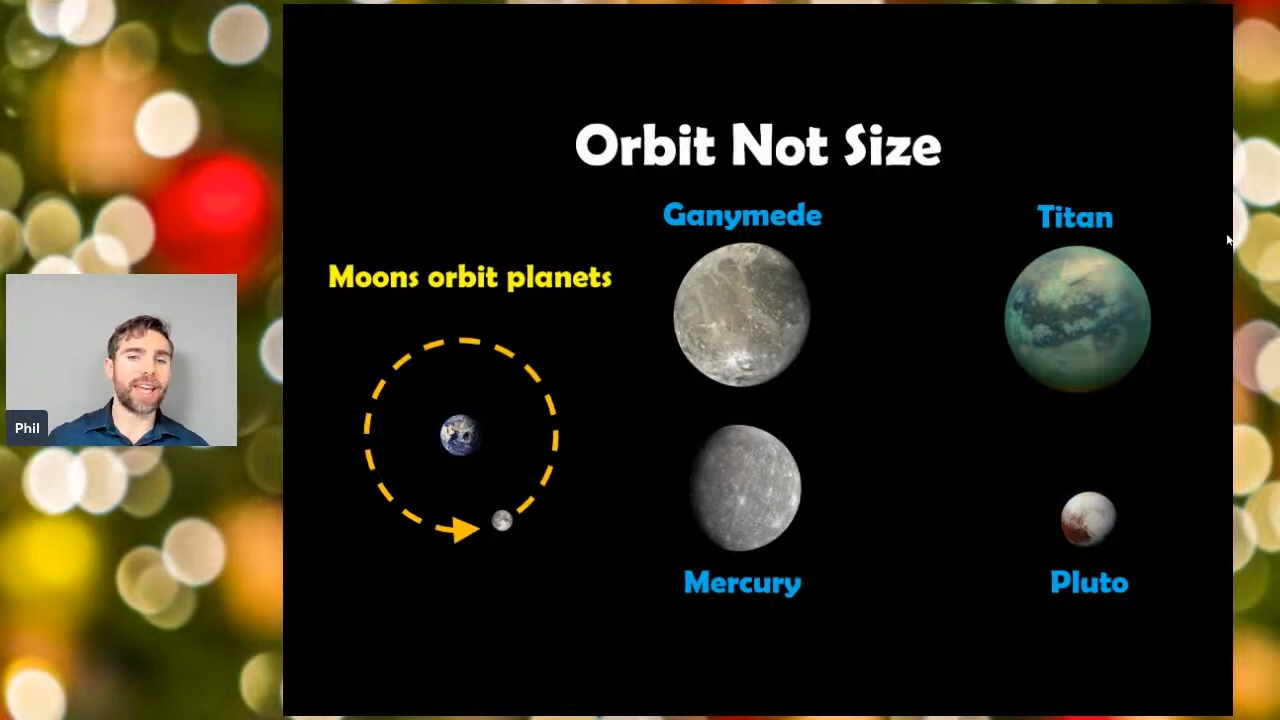 Orbit Not Size
Ganymede
Titan
Moons orbit planets
Phil
Mercury
Pluto